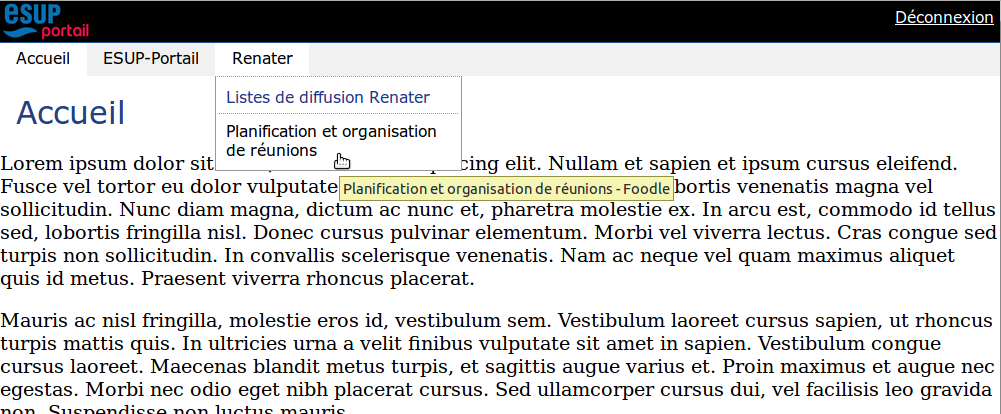 esup
portail
Déconnexion
Accueil ESUP-Portail Renater
Listes de diffusion Renater
Planification et organisation
de réunions
Accueil
Lorem ipsum dolor sit cing elit. Nullam et sapien et ipsum cursus eleifend.
Planification et organisation de réunions - Foodle
Fusce vel tortor eu dolor vulputate bortis venenatis magna vel
sollicitudin. Nunc diam magna, dictum ac nunc et, pharetra molestie ex. In arcu est, commodo id tellus
sed, lobortis fringilla nisl. Donec cursus pulvinar elementum. Morbi vel viverra lectus. Cras congue sed
turpis non sollicitudin. In convallis scelerisque venenatis. Nam ac neque vel quam maximus aliquet
quis id metus. Praesent viverra rhoncus placerat.
Mauris ac nisl fringilla, molestie eros id, vestibulum sem. Vestibulum laoreet cursus sapien, ut rhoncus
turpis mattis quis. In ultricies urna a velit finibus vulputate sit amet in sapien. Vestibulum congue
cursus laoreet. Maecenas blandit metus turpis, et sagittis augue varius et. Proin maximus et augue nec
egestas. Morbi nec odio eget nibh placerat cursus. Sed ullamcorper cursus dui, vel facilisis leo gravida
non. Suspendisse non luctus mauris.